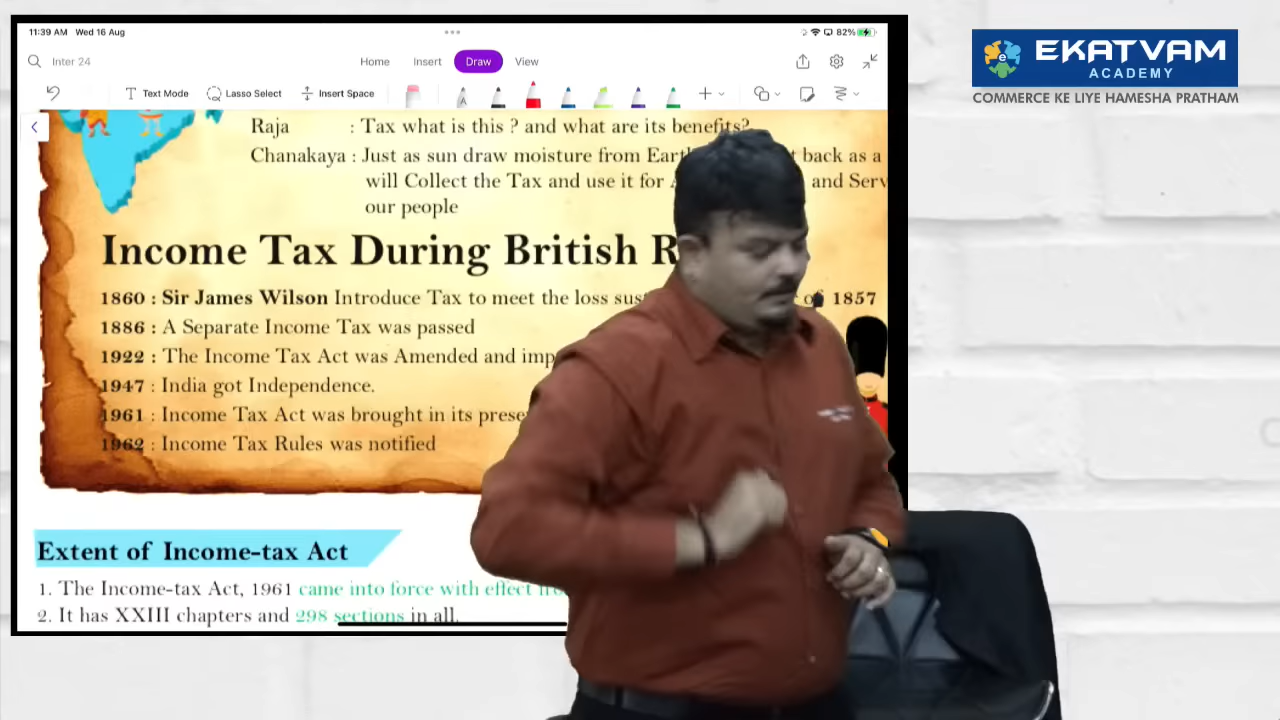 11:39 AM Wed 16 Aug
82%
Inter 24
Home Insert Draw View
Text Mode Lasso Select Insert Space
EKATVAM
ACADEMY
COMMERCE KE LIYE HAMESHA PRATHAM
Raja : Tax what is this ? and what are its benefits?
Chanakaya : Just as sun draw moisture from back as a
will Collect the Tax and use it for and
our people
Income Tax During British
1860 : Sir James Wilson Introduce Tax to meet the loss of 1857
1886 : A Separate Income Tax was passed
1922 : The Income Tax Act was Amended and
1947 : India got Independence.
1961 : Income Tax Act was brought in its
1962 : Income Tax Rules was notified
Extent of Income-tax Act
1. The Income-tax Act, 1961 came into force with effect
2. It has XXIII chapters and 298 sections in all.